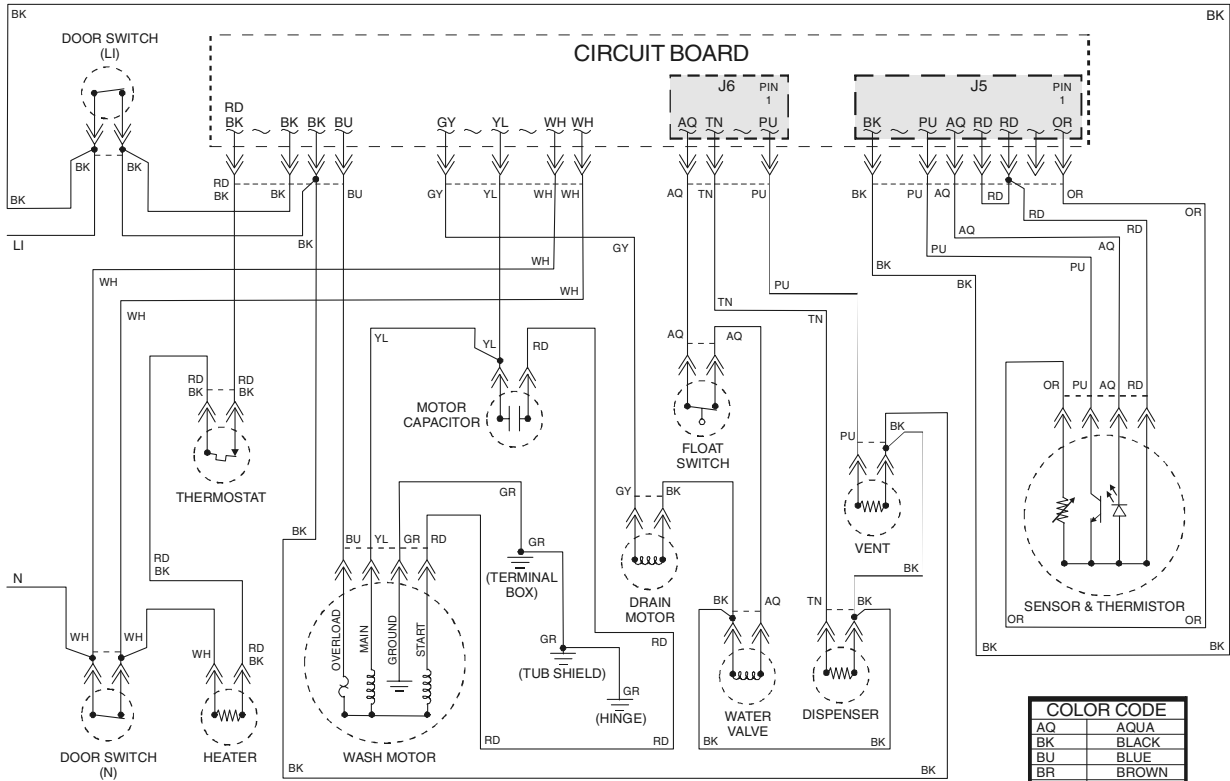 BK
BK
DOOR SWITCH
(LI)
CIRCUIT BOARD
J6
PIN
1
J5
PIN
1
RD
BK
BK
BK
BU
GY
YL
WH
WH
AQ
TN
PU
BK
PU
AQ
RD
RD
OR
BK
BK
RD
BK
BK
BU
GY
YL
WH
WH
AQ
TN
PU
BK
PU
AQ
RD
OR
BK
LI
BK
RD
RD
OR
GY
WH
WH
PU
AQ
BK
PU
BK
WH
WH
PU
TN
TN
YL
YL
RD
AQ
AQ
RD
BK
RD
BK
MOTOR
CAPACITOR
FLOAT
SWITCH
OR
PU
AQ
RD
PU
BK
THERMOSTAT
GR
GY
BK
VENT
BK
BU
YL
GR
RD
GR
(TERMINAL
BOX)
RD
BK
BK
N
DRAIN
MOTOR
SENSOR & THERMISTOR
BK
AQ
TN
BK
OR
OR
WH
WH
WH
RD
BK
OVERLOAD
MAIN
GROUND
START
GR
(TUB SHIELD)
RD
BK
BK
GR
(HINGE)
WATER
VALVE
DISPENSER
DOOR SWITCH
(N)
HEATER
WASH MOTOR
RD
RD
BK
BK
BK
BK
COLOR CODE
AQ AQUA
BK BLACK
BU BLUE
BR BROWN